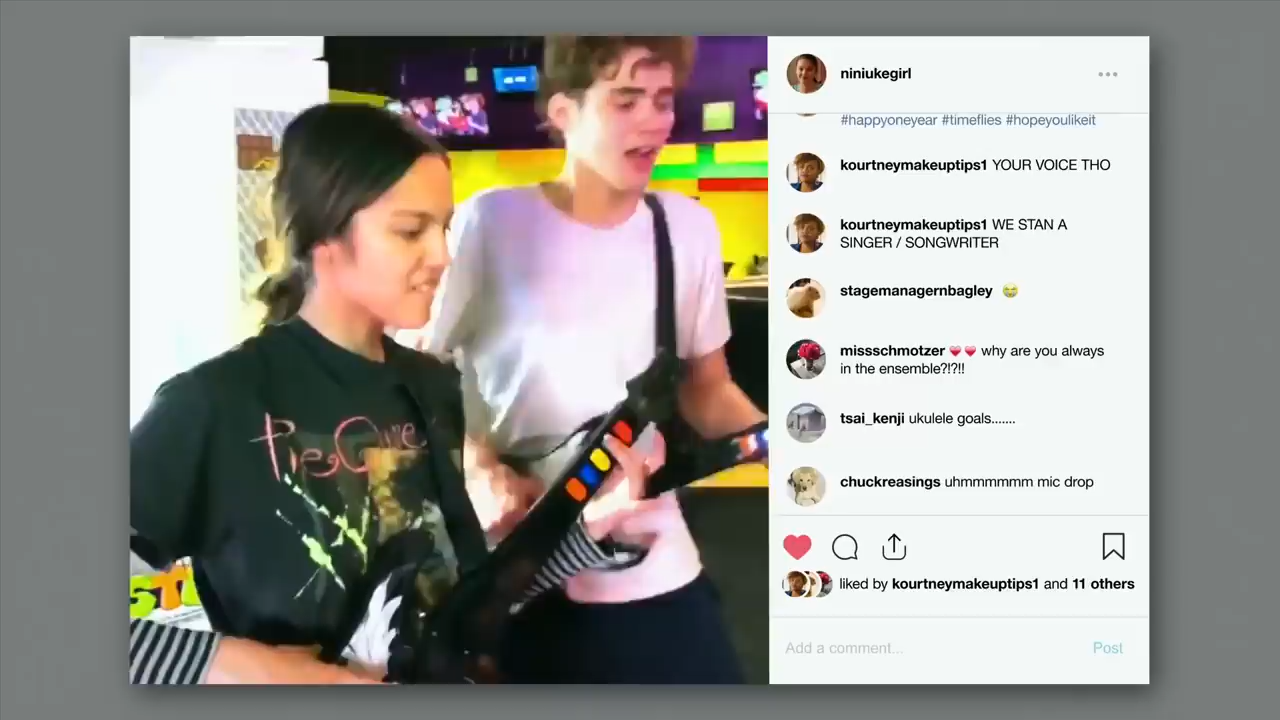 niniukegirl
#happyoneyear #timeflies #hopeyoulikeit
kourtneymakeuptips1 YOUR VOICE THO
kourtneymakeuptips1 WE STAN A
SINGER / SONGWRITER
stagemanagernbagley 😂
missschmotzer 💗💗 why are you always
in the ensemble?!?!!
tsai_kenji ukulele goals.......
chuckreasings uhmmmmmm mic drop
liked by kourtneymakeuptips1 and 11 others
Add a comment...
Post